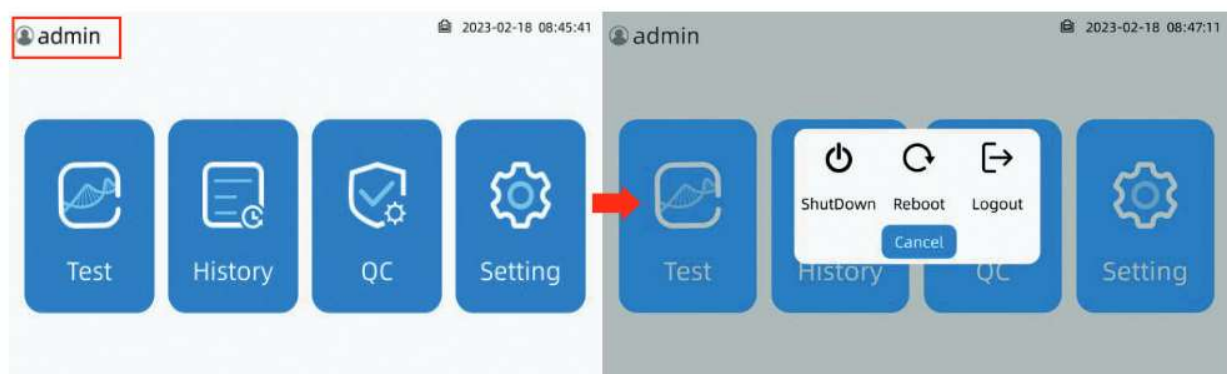 admin
2023-02-18 08:45:41
Test
History
QC
Setting
admin
2023-02-18 08:47:11
ShutDown
Reboot
Logout
Cancel
Test
History
QC
Setting